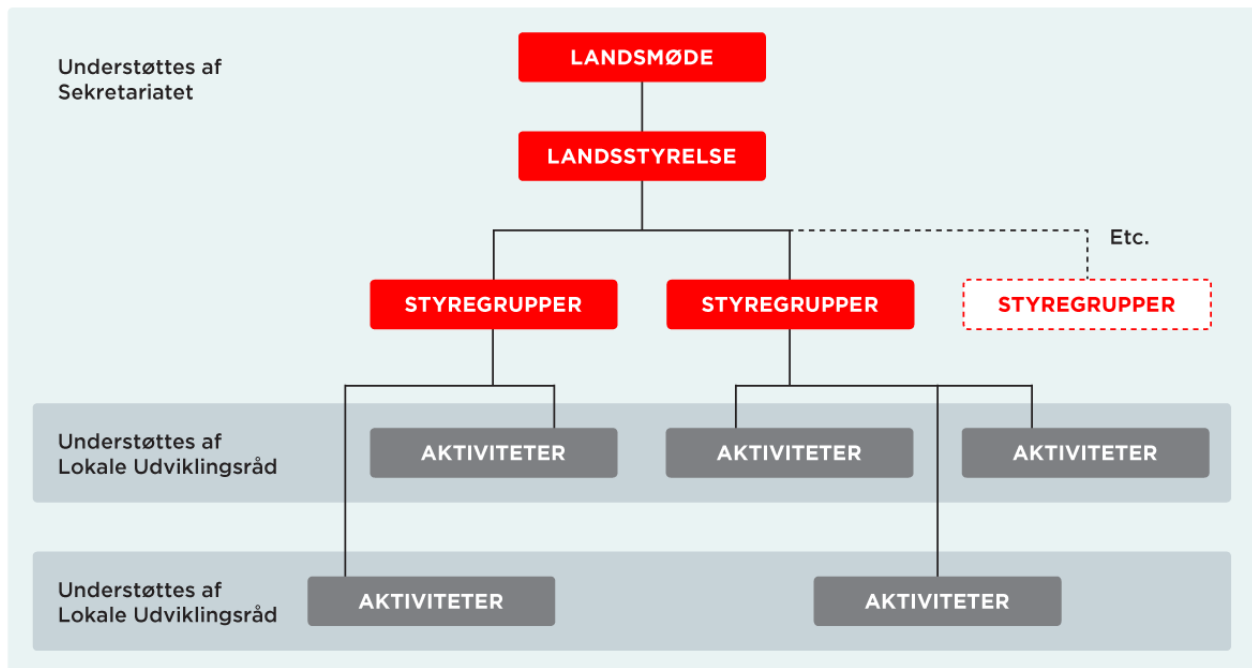 Understøttes af
Sekretariatet
LANDSMØDE
LANDSSTYRELSE
Etc.
STYREGRUPPER
STYREGRUPPER
STYREGRUPPER
Understøttes af
Lokale Udviklingsråd
AKTIVITETER
AKTIVITETER
AKTIVITETER
Understøttes af
Lokale Udviklingsråd
AKTIVITETER
AKTIVITETER